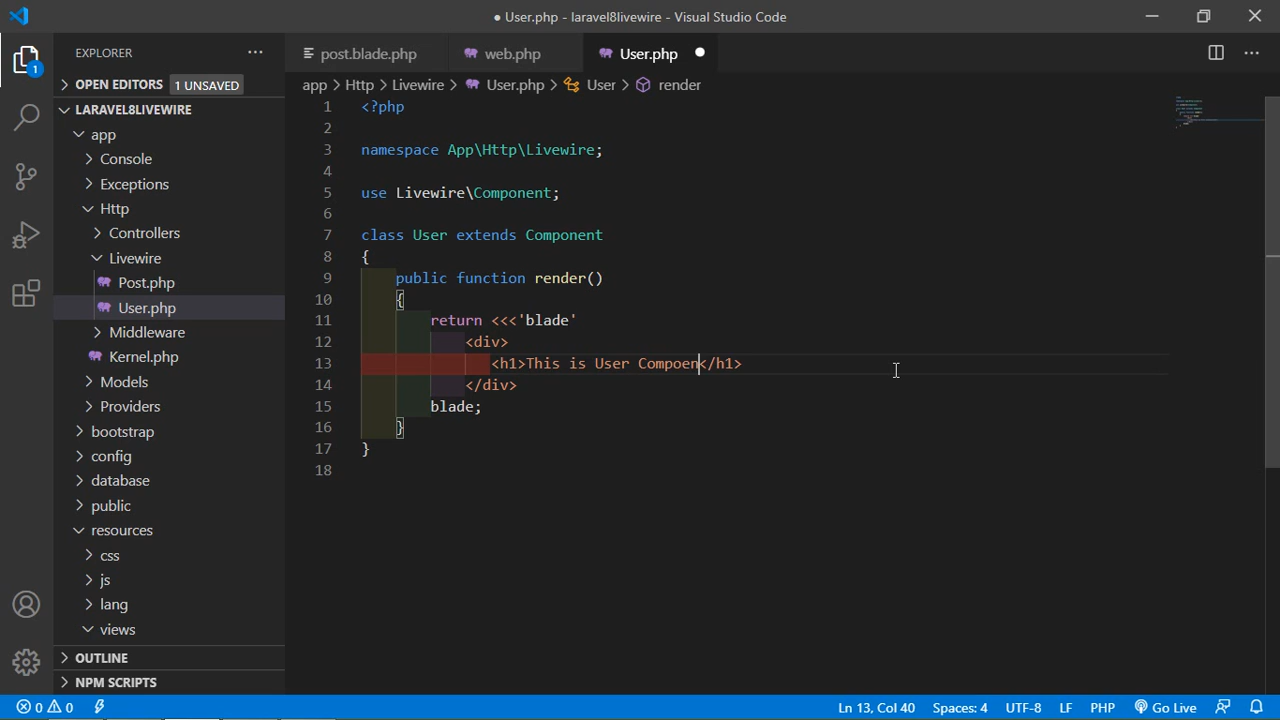 ● User.php - laravel8livewire - Visual Studio Code
EXPLORER
OPEN EDITORS 1 UNSAVED
LARAVEL8LIVEWIRE
app
Console
Exceptions
Http
Controllers
Livewire
Post.php
User.php
Middleware
Kernel.php
Models
Providers
bootstrap
config
database
public
resources
css
js
lang
views
OUTLINE
NPM SCRIPTS
1
post.blade.php web.php User.php
app > Http > Livewire > User.php > User > render
1 <?php
2
3 namespace App\Http\Livewire;
4
5 use Livewire\Component;
6
7 class User extends Component
8 {
9 public function render()
10 {
11 return <<<'blade'
12 <div>
13 <h1>This is User Compoen</h1>
14 </div>
15 blade;
16 }
17 }
18
0 0 Ln 13, Col 40 Spaces: 4 UTF-8 LF PHP Go Live